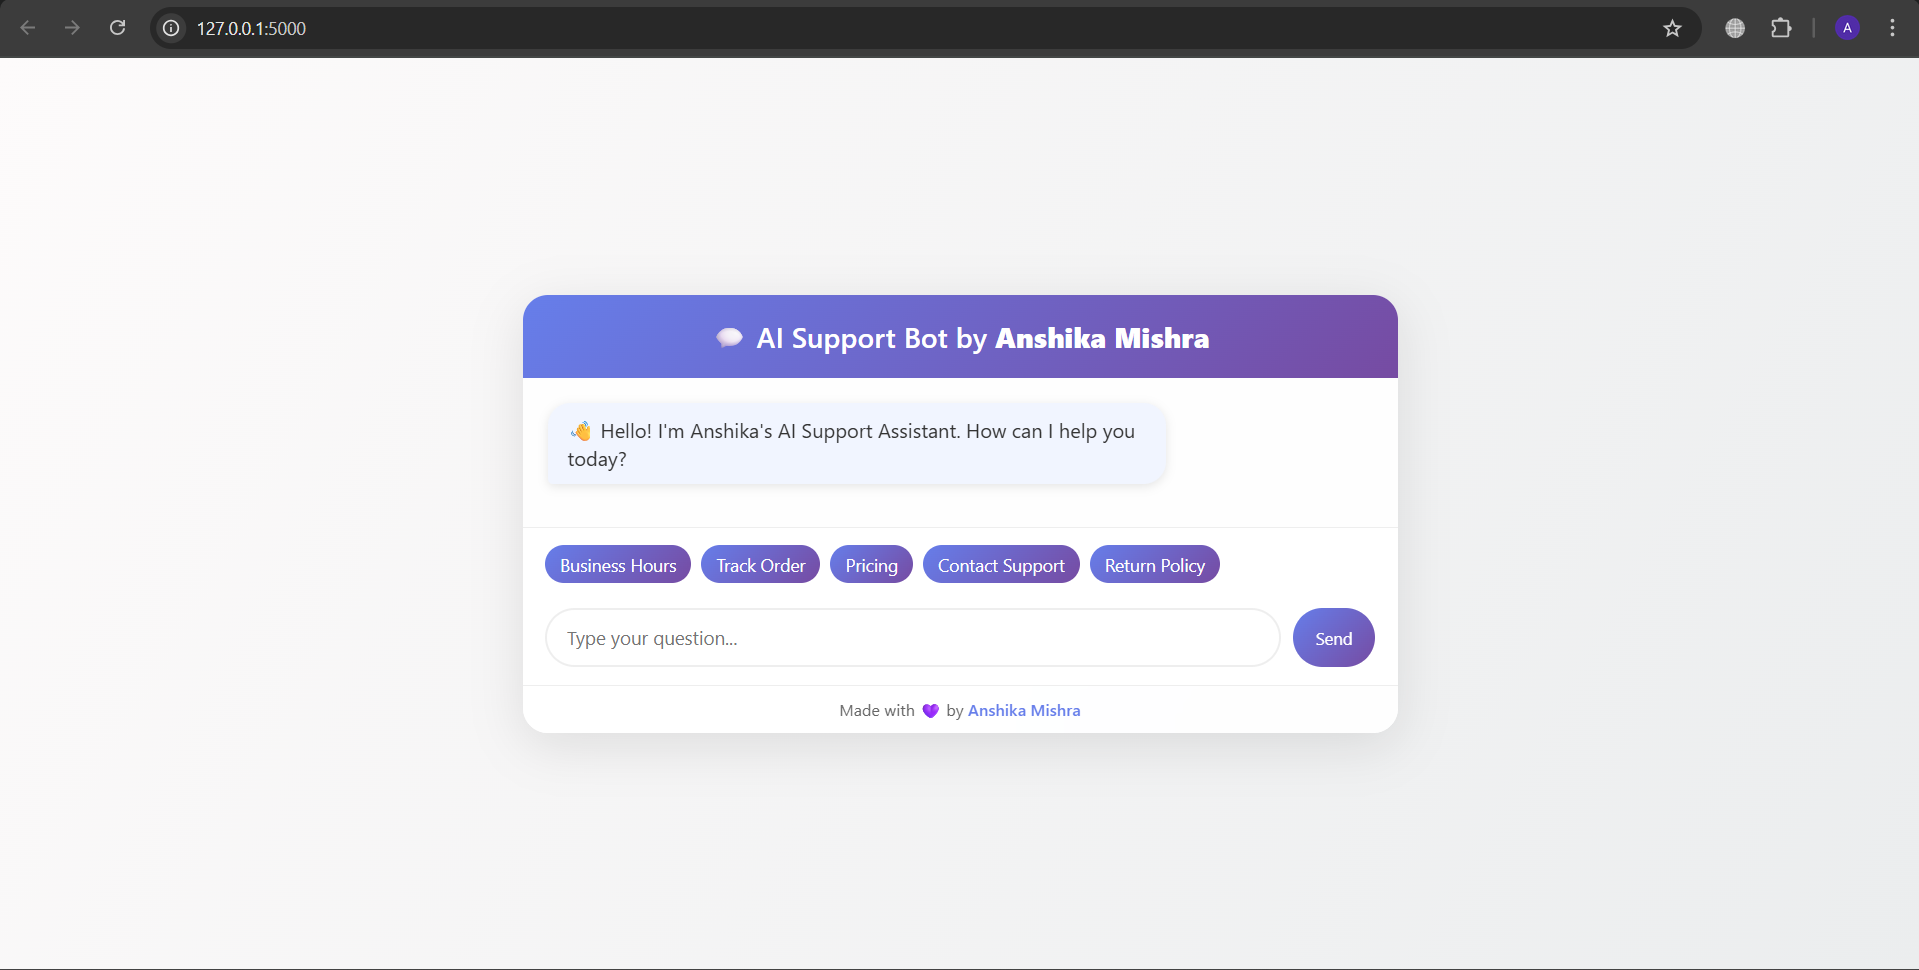 127.0.0.1:5000
A
💬 AI Support Bot by Anshika Mishra
👋 Hello! I'm Anshika's AI Support Assistant. How can I help you
today?
Business Hours
Track Order
Pricing
Contact Support
Return Policy
Type your question...
Send
Made with 💜 by Anshika Mishra